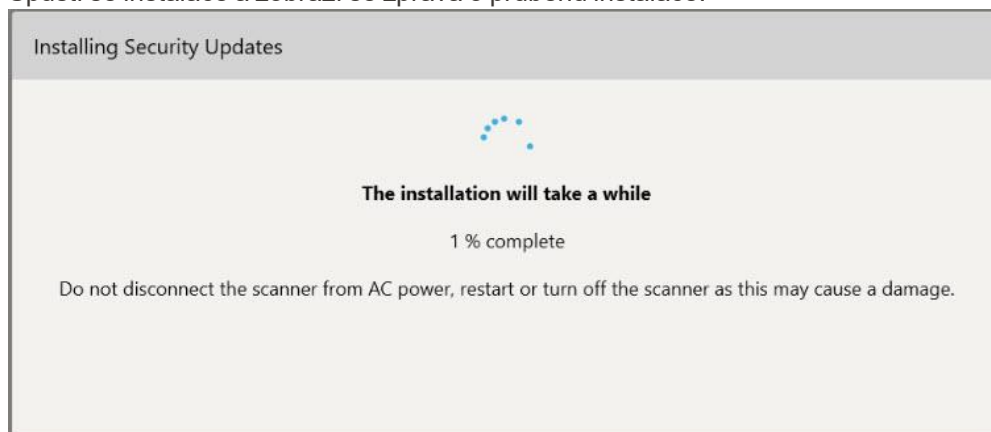 Installing Security Updates
The installation will take a while
1 % complete
Do not disconnect the scanner from AC power, restart or turn off the scanner as this may cause a damage.